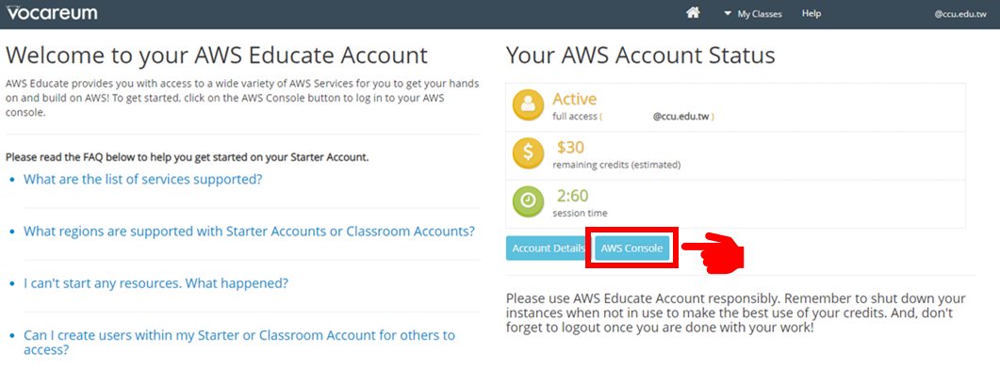 vocareum
My Classes
Help
@ccu.edu.tw
Welcome to your AWS Educate Account
AWS Educate provides you with access to a wide variety of AWS Services for you to get your hands
on and build on AWS! To get started, click on the AWS Console button to log in to your AWS
console.
Please read the FAQ below to help you get started on your Starter Account.
What are the list of services supported?
What regions are supported with Starter Accounts or Classroom Accounts?
I can't start any resources. What happened?
Can I create users within my Starter or Classroom Account for others to
access?
Your AWS Account Status
Active
full access ( @ccu.edu.tw )
$30
remaining credits (estimated)
2:60
session time
Account Details
AWS Console
Please use AWS Educate Account responsibly. Remember to shut down your
instances when not in use to make the best use of your credits. And, don't
forget to logout once you are done with your work!